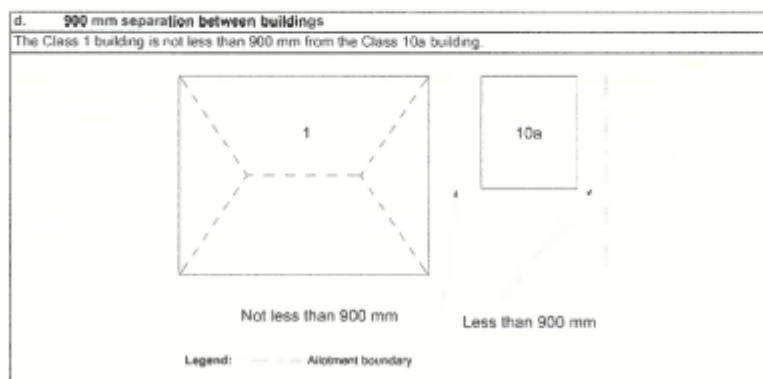 d. 900 mm separation between buildings
The Class 1 building is not less than 900 mm from the Class 10a building.
1
10a
Not less than 900 mm
Less than 900 mm
Legend: Allotment boundary